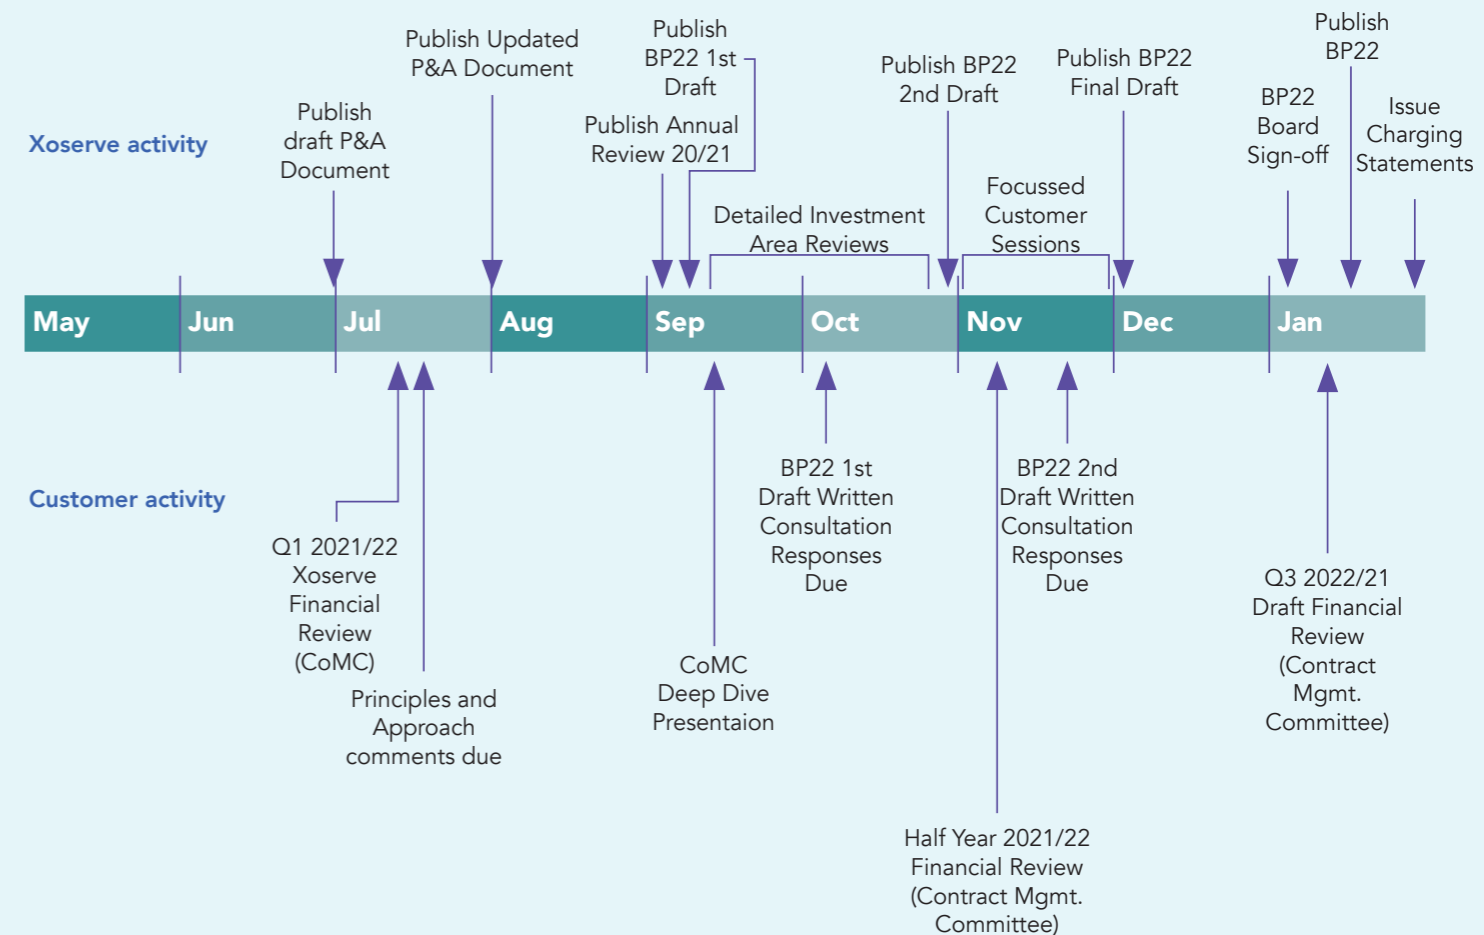 Publish
BP22
Publish
BP22 1st
Draft
Publish Updated
P&A Document
Publish BP22
2nd Draft
Publish BP22
Final Draft
BP22
Board
Sign-off
Issue
Charging
Statements
Publish
draft P&A
Document
Publish Annual
Review 20/21
Xoserve activity
Detailed Investment
Area Reviews
Focussed
Customer
Sessions
May
Jun
Jul
Aug
Sep
Oct
Nov
Dec
Jan
Customer activity
Q1 2021/22
Xoserve
Financial
Review
(CoMC)
Principles and
Approach
comments due
CoMC
Deep Dive
Presentaion
BP22 1st
Draft Written
Consultation
Responses
Due
Half Year 2021/22
Financial Review
(Contract Mgmt.
Committee)
BP22 2nd
Draft Written
Consultation
Responses
Due
Q3 2022/21
Draft Financial
Review
(Contract
Mgmt.
Committee)